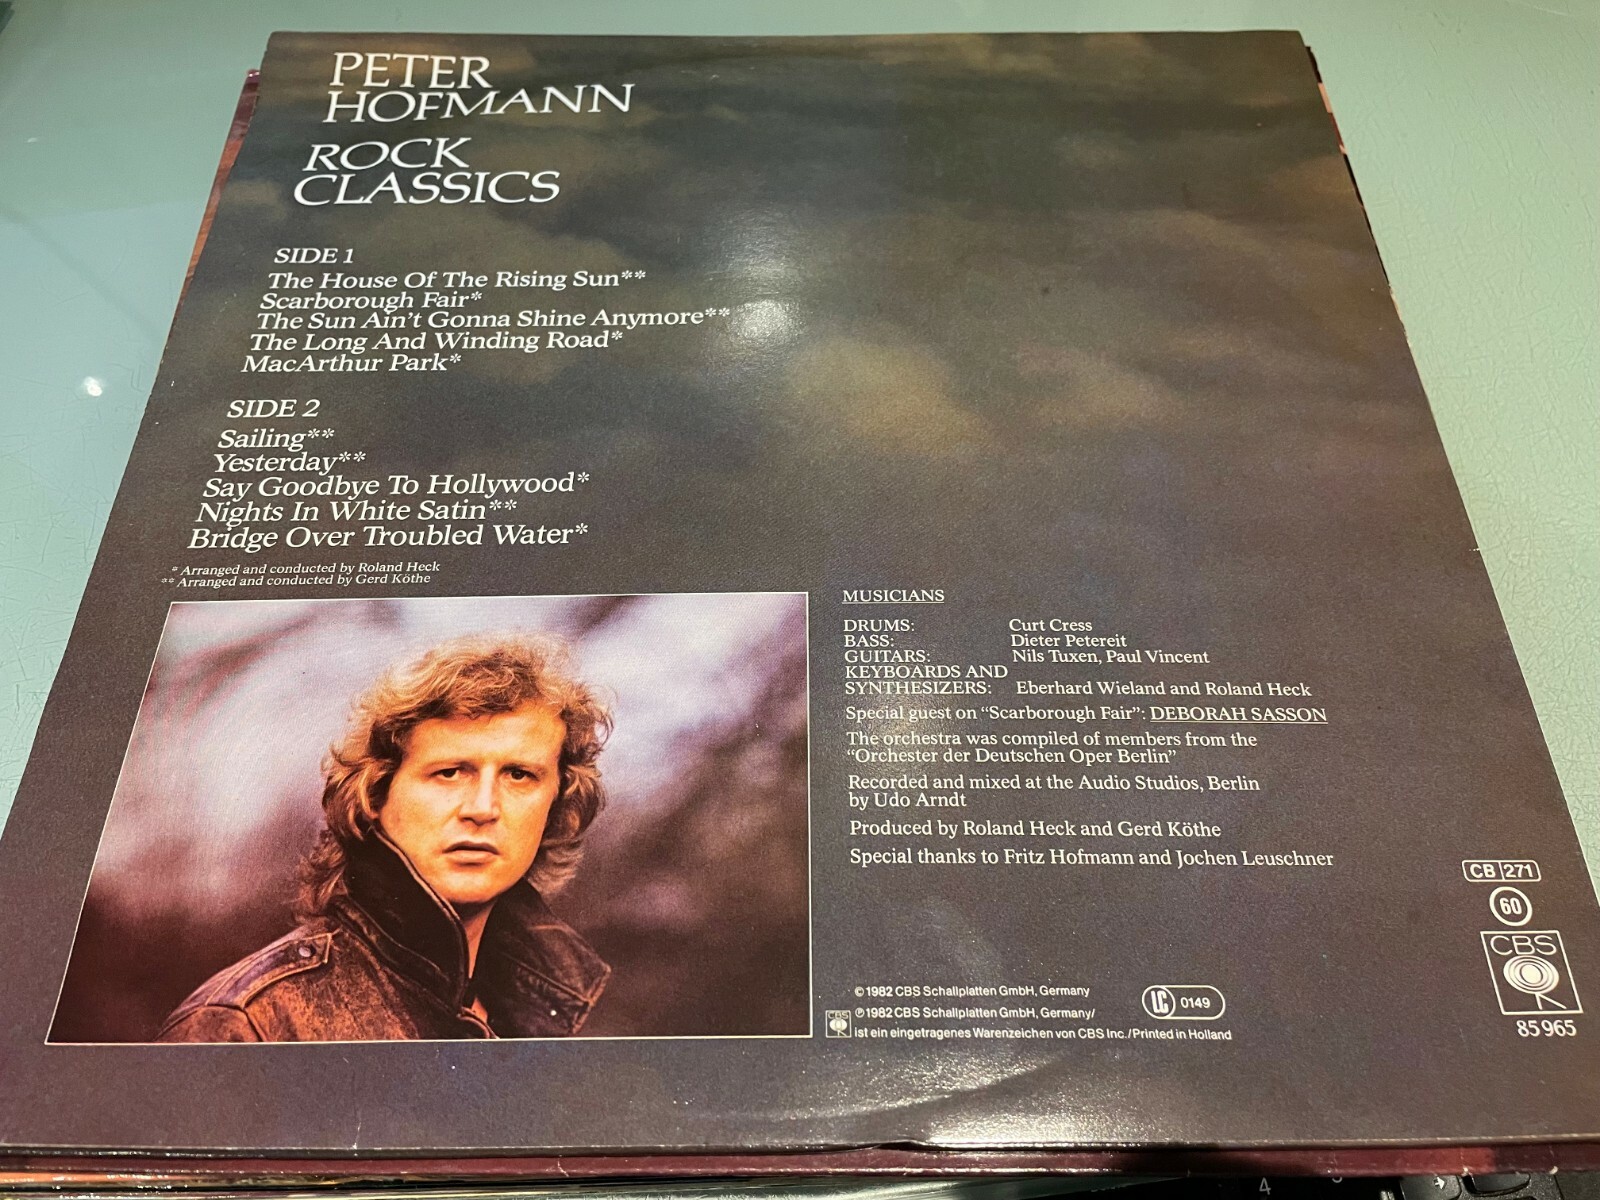 PETER
HOFMANN
ROCK
CLASSICS
SIDE 1
The House Of The Rising Sun**
Scarborough Fair*
The Sun Ain't Gonna Shine Anymore**
The Long And Winding Road*
MacArthur Park*
SIDE 2
Sailing**
Yesterday**
Say Goodbye To Hollywood*
Nights In White Satin**
Bridge Over Troubled Water*
* Arranged and conducted by Roland Heck
** Arranged and conducted by Gerd Köthe
MUSICIANS
DRUMS: Curt Cress
BASS: Dieter Petereit
GUITARS: Nils Tuxen, Paul Vincent
KEYBOARDS AND
SYNTHESIZERS: Eberhard Wieland and Roland Heck
Special guest on “Scarborough Fair”: DEBORAH SASSON
The orchestra was compiled of members from the
“Orchester der Deutschen Oper Berlin”
Recorded and mixed at the Audio Studios, Berlin
by Udo Arndt
Produced by Roland Heck and Gerd Köthe
Special thanks to Fritz Hofmann and Jochen Leuschner
CB 271
60
CBS
R
85965
© 1982 CBS Schallplatten GmbH, Germany
LC 0149
℗ 1982 CBS Schallplatten GmbH, Germany/
CBS
R
ist ein eingetragenes Warenzeichen von CBS Inc./Printed in Holland
4